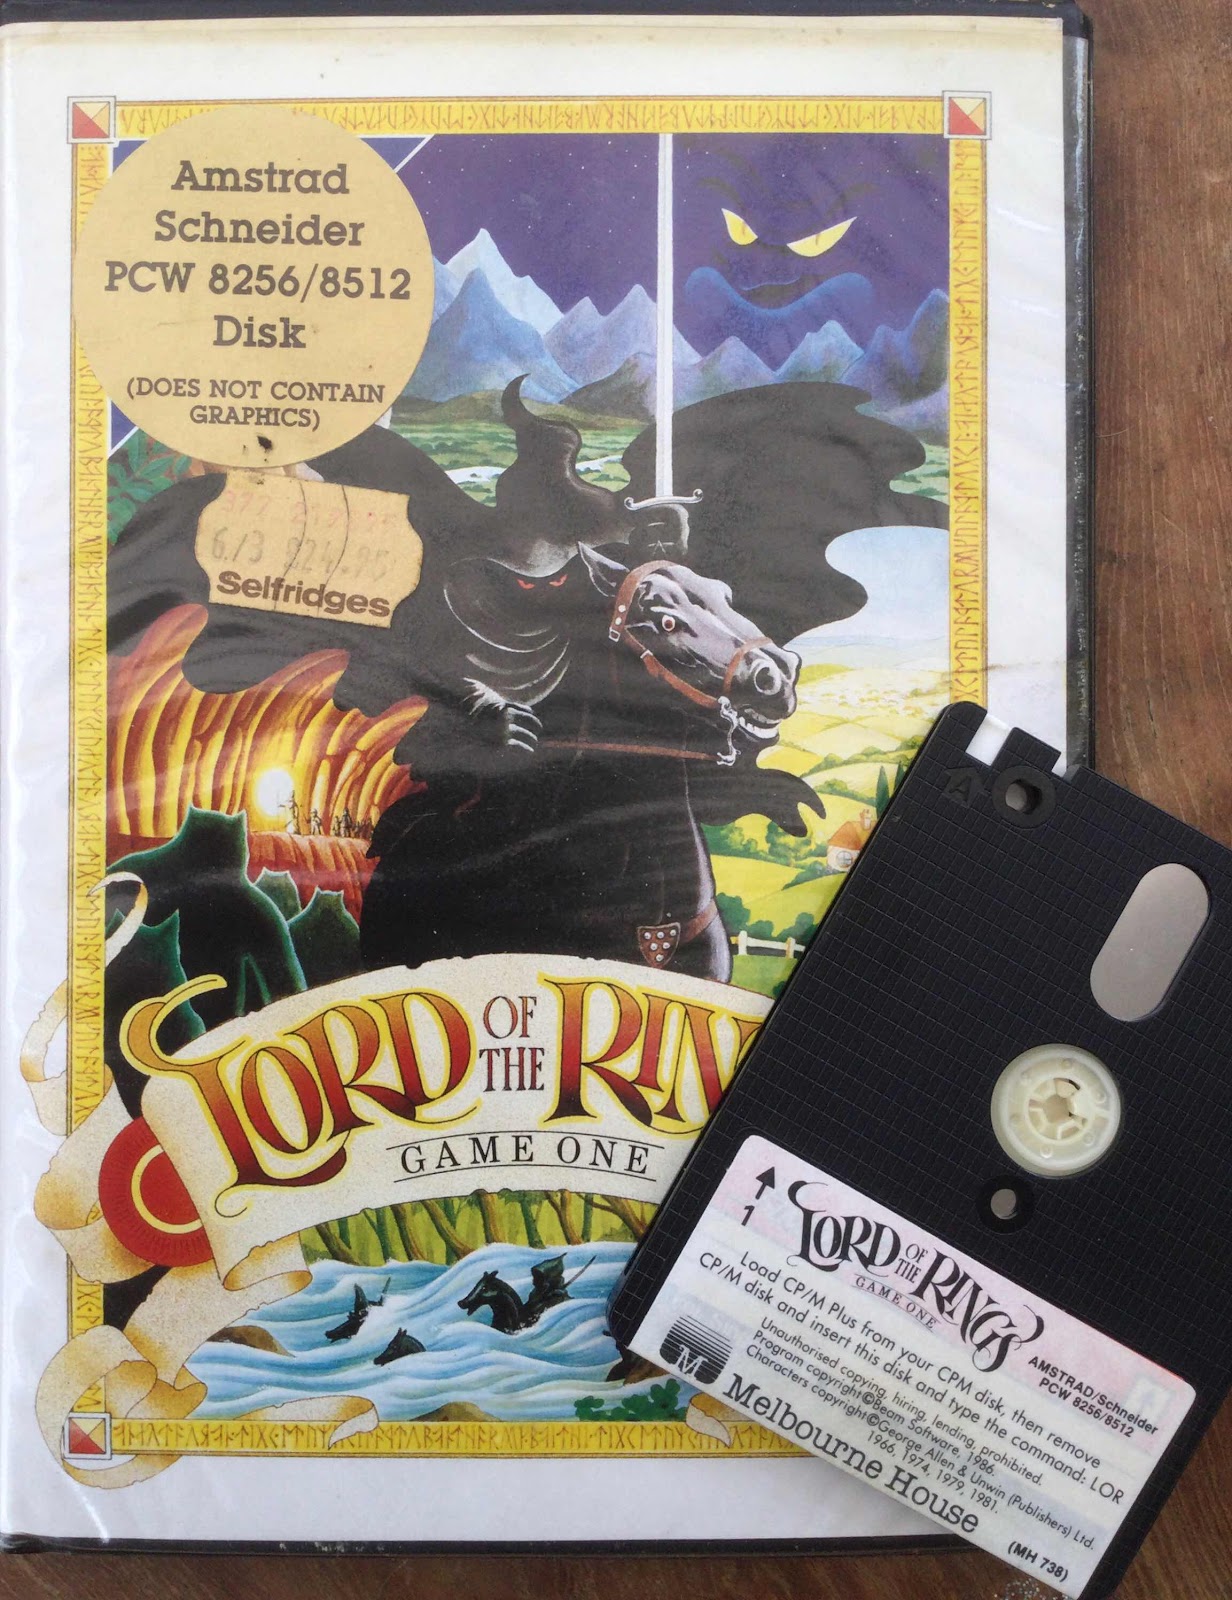 Amstrad
Schneider
PCW 8256/8512
Disk
(DOES NOT CONTAIN
GRAPHICS)
Selfridges
LORD OF THE RIN
GAME ONE
A
1
LORD OF THE RINGS
GAME ONE
AMSTRAD/Schneider
PCW 8256/8512
Load CP/M Plus from your CPM disk, then remove
CP/M disk and insert this disk and type the command: LOR
Unauthorised copying, hiring, lending, prohibited.
Program copyright©Beam Software, 1986.
Characters copyright©George Allen & Unwin (Publishers) Ltd.
1966, 1974, 1979, 1981.
M
Melbourne House
(MH 738)